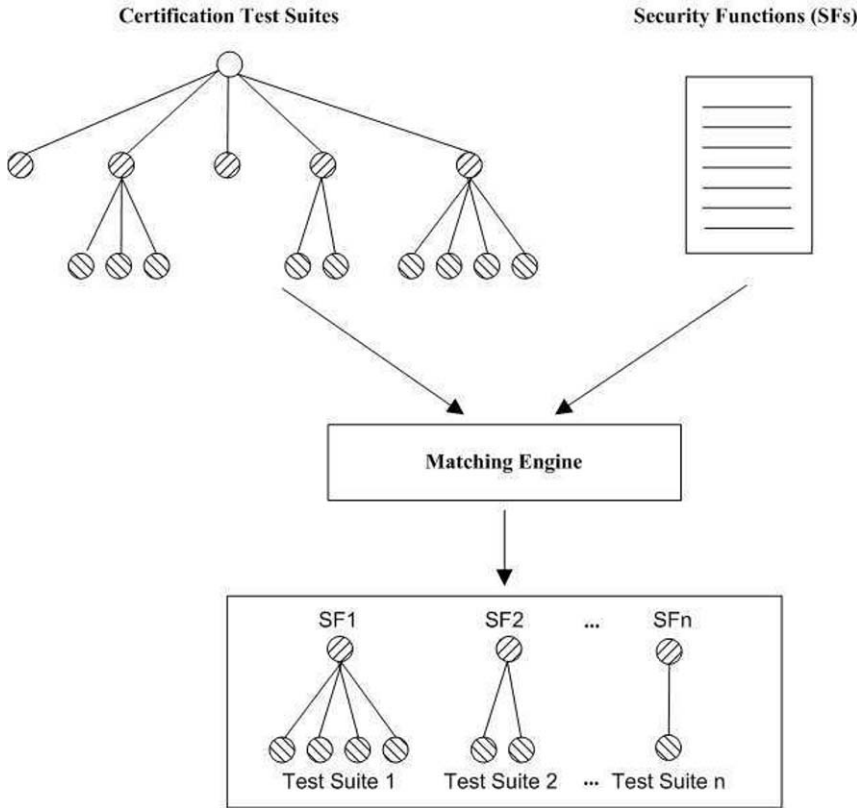 Certification Test Suites
Security Functions (SFs)
Matching Engine
SF1 SF2 ... SFn
Test Suite 1 Test Suite 2 ... Test Suite n